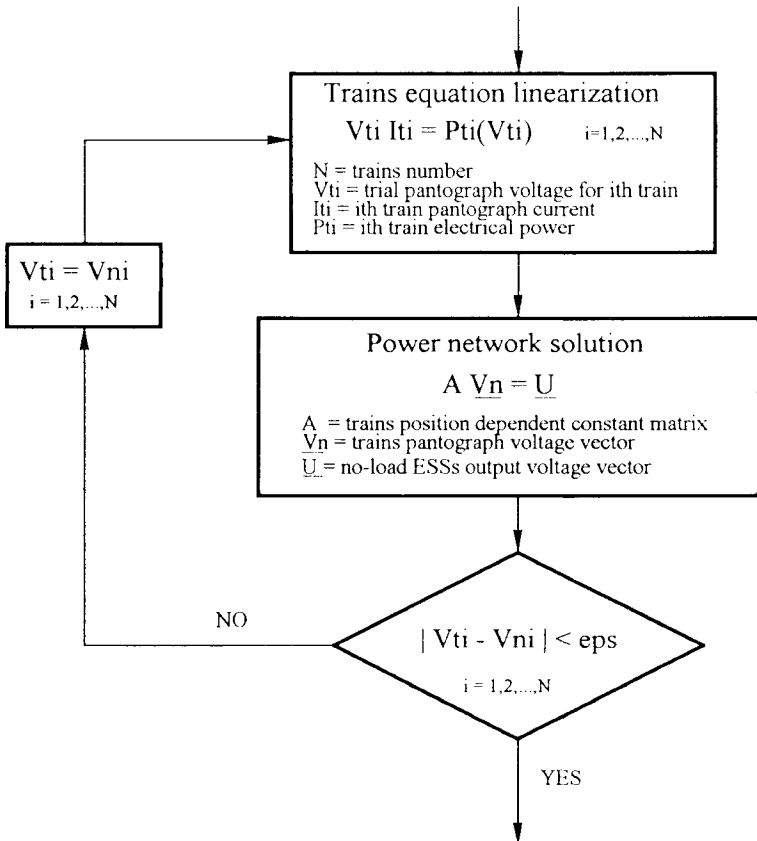 Trains equation linearization
Vti Iti = Pti(Vti) i=1,2,...,N
N = trains number
Vti = trial pantograph voltage for ith train
Iti = ith train pantograph current
Pti = ith train electrical power
Vti = Vni
i = 1,2,...,N
Power network solution
A Vn = U
A = trains position dependent constant matrix
Vn = trains pantograph voltage vector
U = no-load ESSs output voltage vector
NO
| Vti - Vni | < eps
i = 1,2,...,N
YES